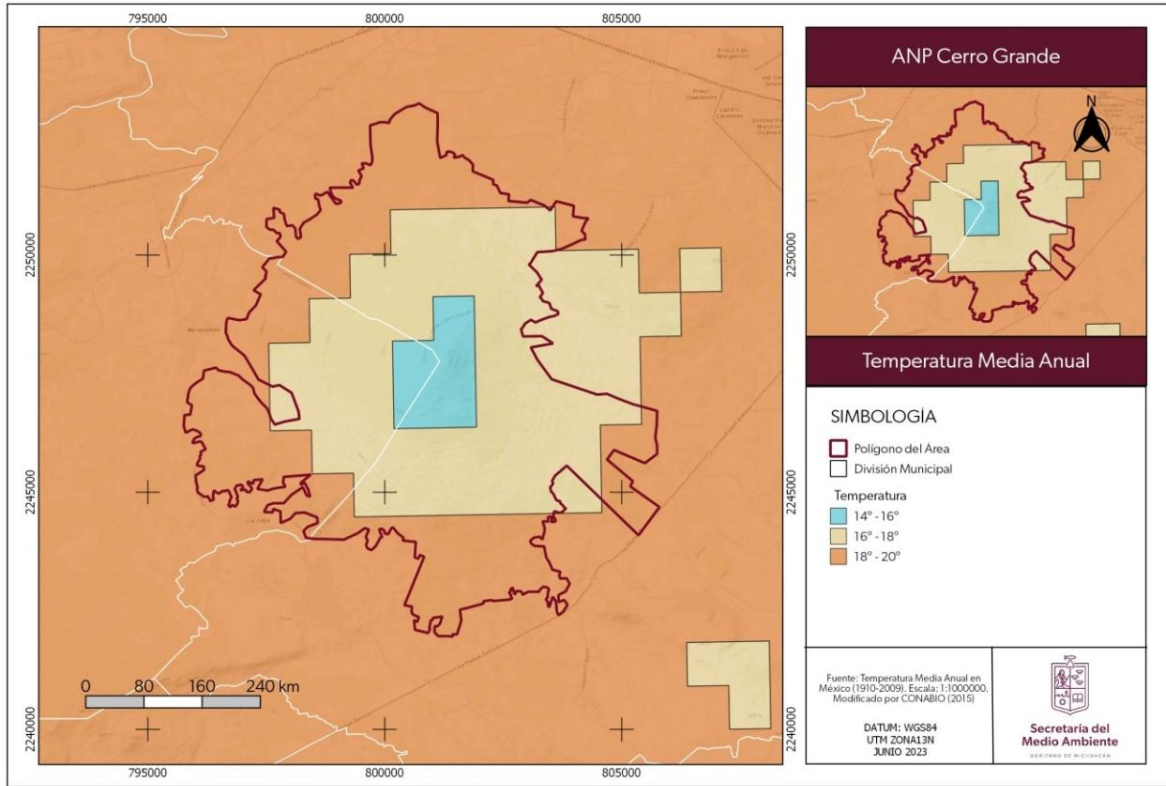 795000
800000
805000
2250000
2245000
2240000
2250000
2245000
2240000
795000
800000
805000
0 80 160 240 km
ANP Cerro Grande
N
Temperatura Media Anual
SIMBOLOGÍA
Polígono del Área
División Municipal
Temperatura
14° - 16°
16° - 18°
18° - 20°
Fuente: Temperatura Media Anual en
México (1910-2009). Escala: 1:1000000.
Modificado por CONABIO (2015)
DATUM: WGS84
UTM ZONA13N
JUNIO 2023
Secretaría del
Medio Ambiente
GOBIERNO DE MICHOACÁN